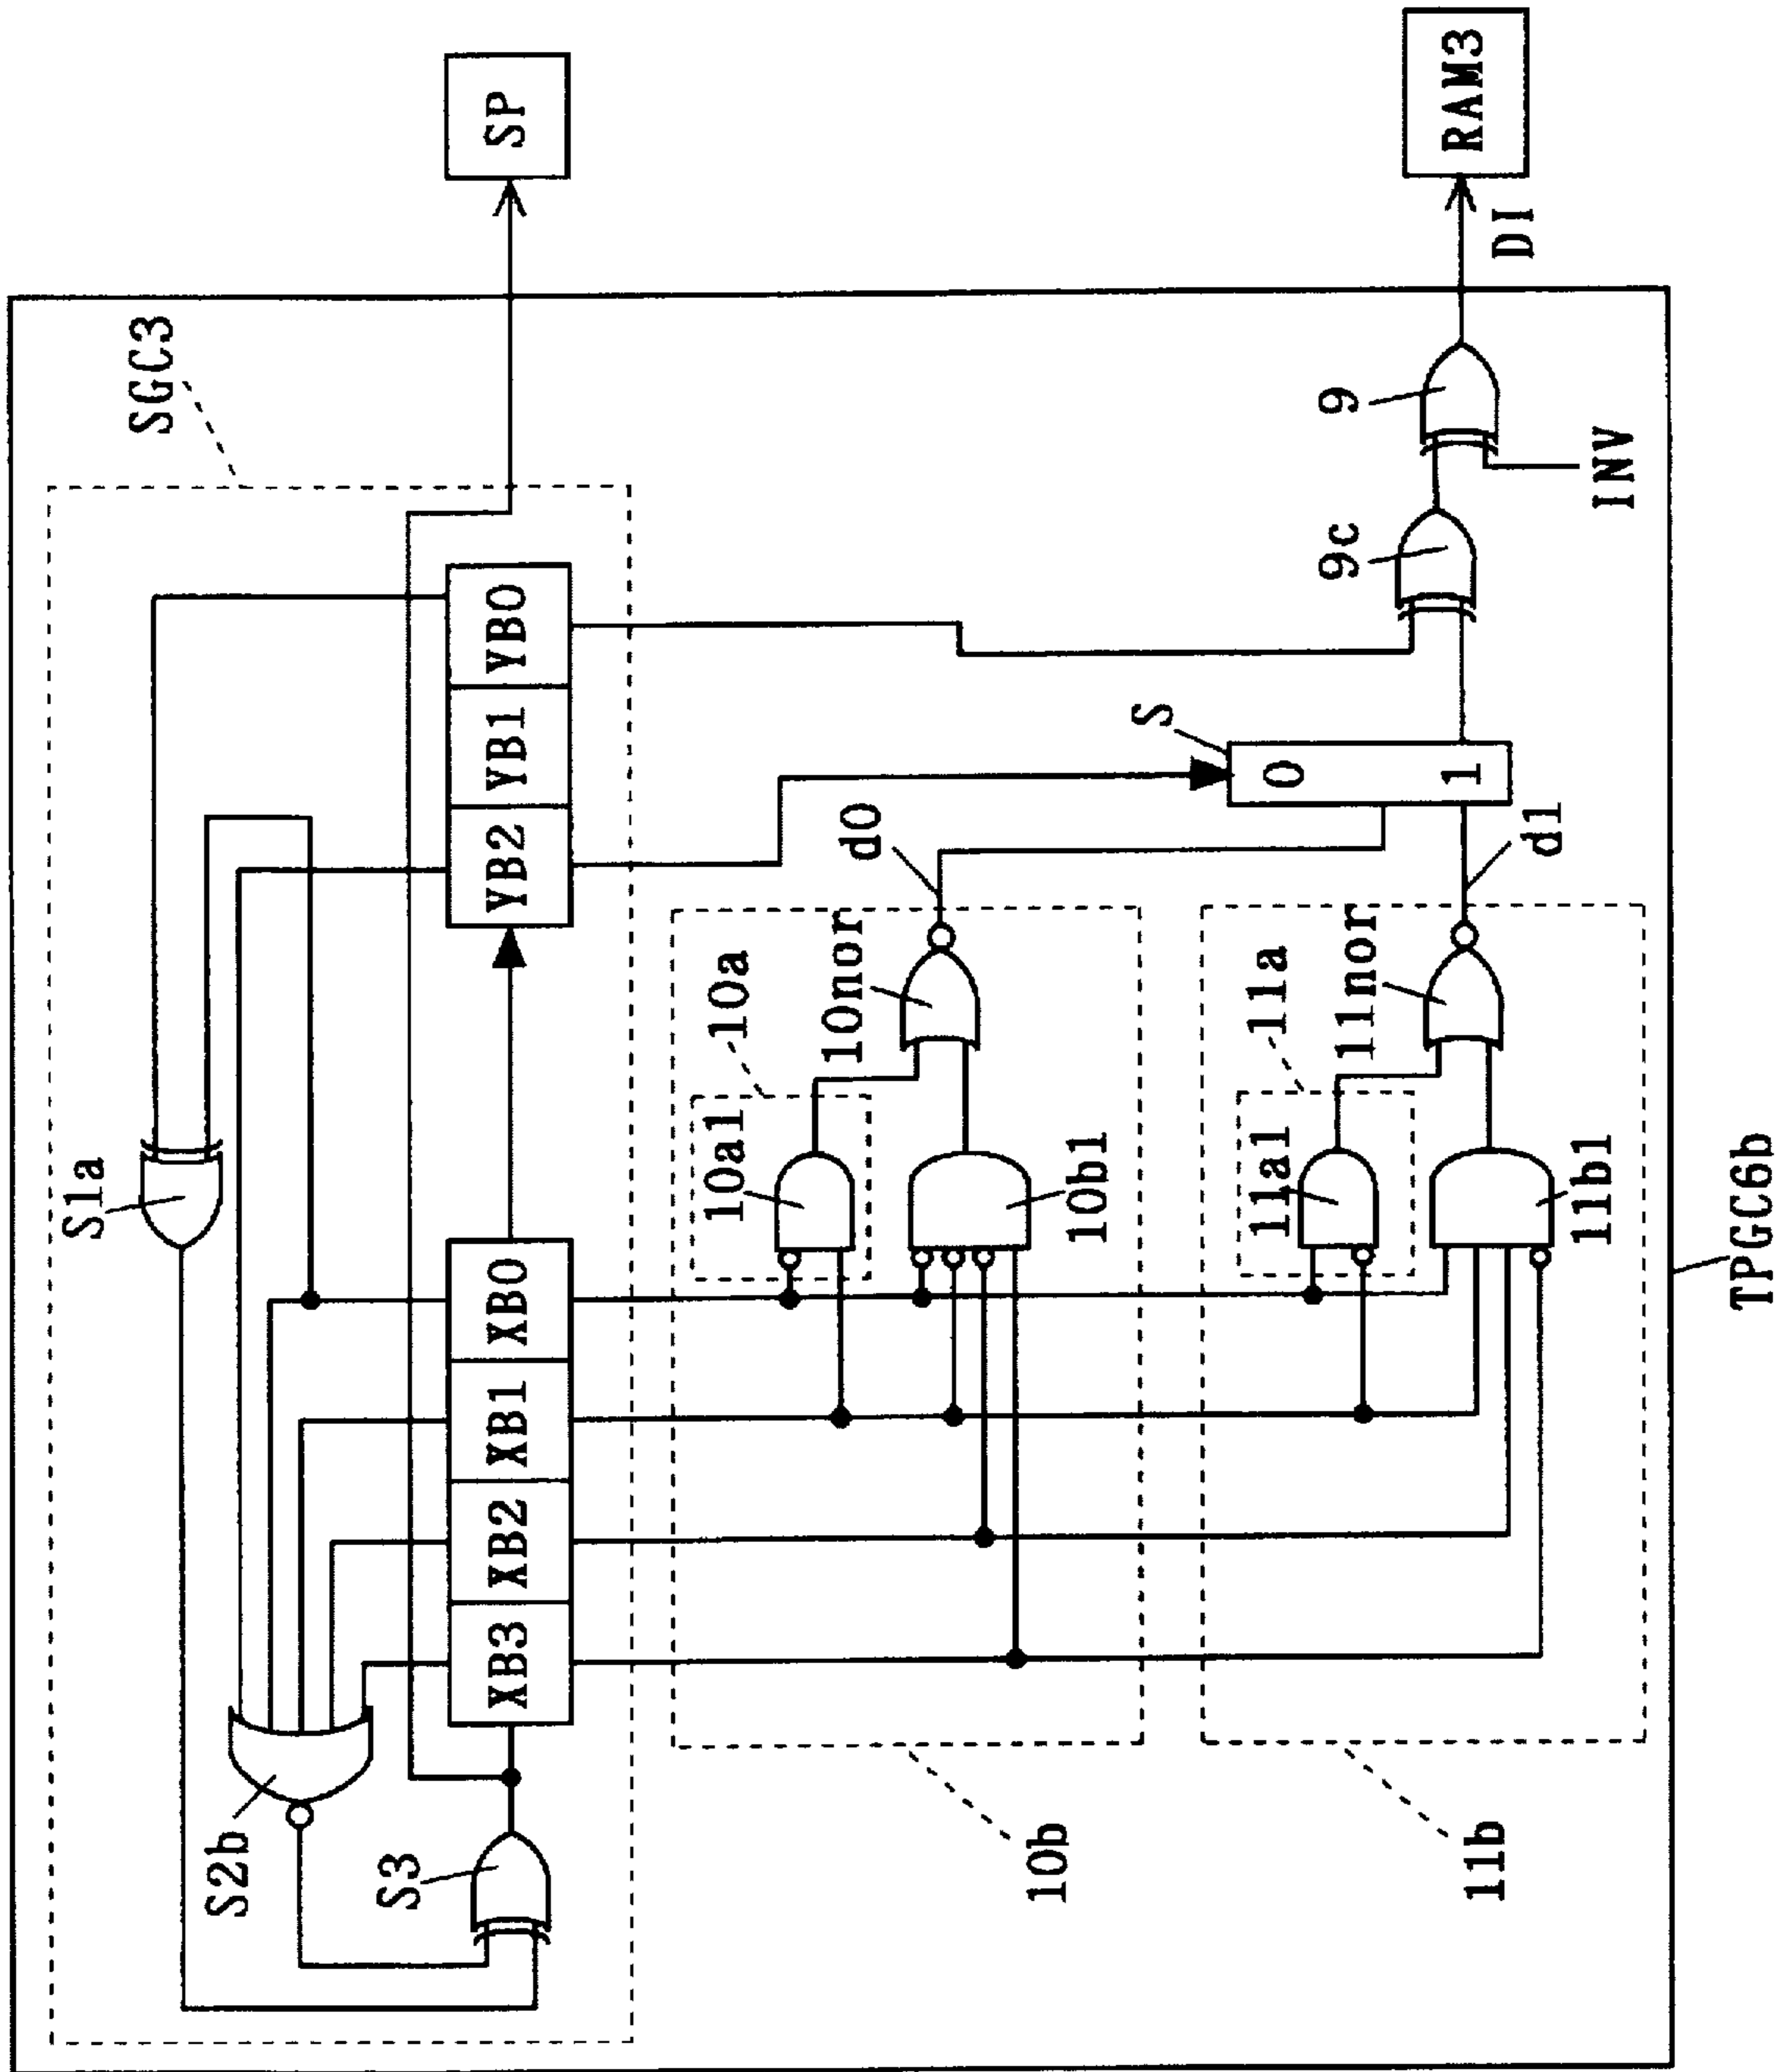 SP
RAM3
DI
SGC3
9
INV
9c
S
0
1
YB2 YB1 YB0
d0
d1
S1a
10a
10nor
10a1
10b1
11a
11nor
11a1
11b1
XB3 XB2 XB1 XB0
S2b
S3
10b
11b
TPGC6b